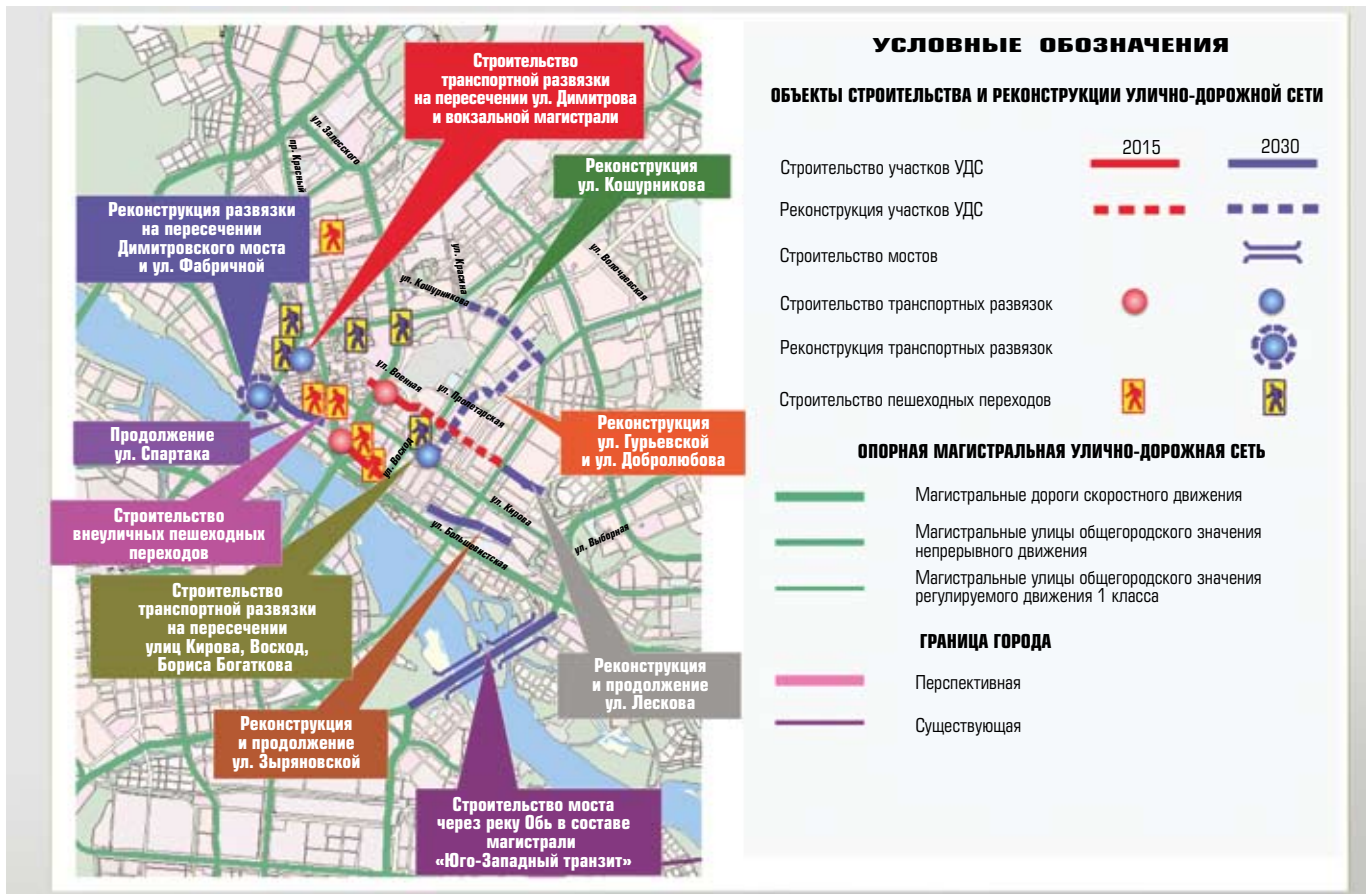 Строительство
транспортной развязки
на пересечении ул. Димитрова
и вокзальной магистрали
ул. Залесского
пр. Красный
Реконструкция
ул. Кошурникова
Реконструкция развязки
на пересечении
Димитровского моста
и ул. Фабричной
ул. Красина
ул. Волочаевская
ул. Кошурникова
ул. Военная
ул. Пролетарская
Продолжение
ул. Спартака
ул. Восход
Реконструкция
ул. Гурьевской
и ул. Добролюбова
Строительство
внеуличных пешеходных
переходов
ул. Кирова
ул. Большевистская
ул. Выборная
Строительство
транспортной развязки
на пересечении
улиц Кирова, Восход,
Бориса Богаткова
Реконструкция
и продолжение
ул. Лескова
Реконструкция
и продолжение
ул. Зыряновской
Строительство моста
через реку Обь в составе
магистрали
«Юго-Западный транзит»
УСЛОВНЫЕ ОБОЗНАЧЕНИЯ
ОБЪЕКТЫ СТРОИТЕЛЬСТВА И РЕКОНСТРУКЦИИ УЛИЧНО-ДОРОЖНОЙ СЕТИ
2015 2030
Строительство участков УДС
Реконструкция участков УДС
Строительство мостов
Строительство транспортных развязок
Реконструкция транспортных развязок
Строительство пешеходных переходов
ОПОРНАЯ МАГИСТРАЛЬНАЯ УЛИЧНО-ДОРОЖНАЯ СЕТЬ
Магистральные дороги скоростного движения
Магистральные улицы общегородского значения
непрерывного движения
Магистральные улицы общегородского значения
регулируемого движения 1 класса
ГРАНИЦА ГОРОДА
Перспективная
Существующая